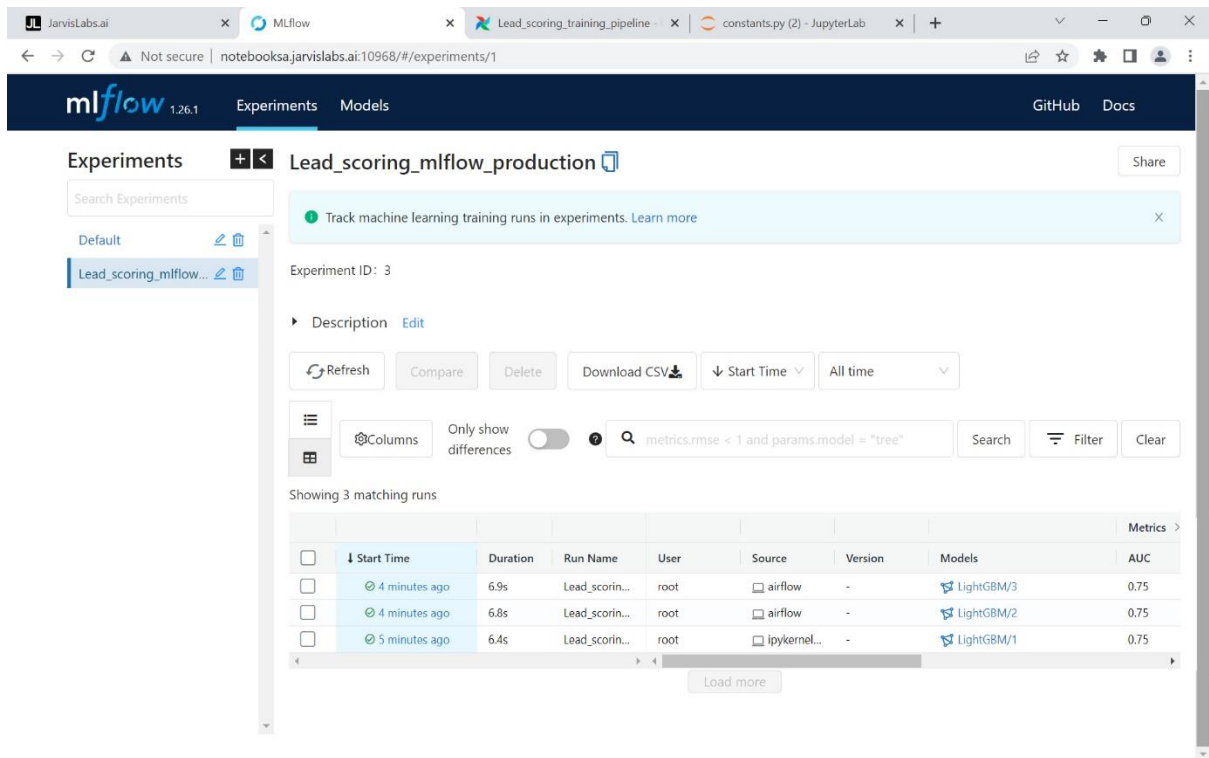 JL JarvisLabs.ai
MLflow
Lead_scoring_training_pipeline -
constants.py (2) - JupyterLab
Not secure | notebooksa.jarvislabs.ai:10968/#/experiments/1
mlflow 1.26.1 Experiments Models GitHub Docs
Experiments
Search Experiments
Default
Lead_scoring_mlflow...
Lead_scoring_mlflow_production Share
Track machine learning training runs in experiments. Learn more
Experiment ID: 3
Description Edit
Refresh Compare Delete Download CSV Start Time All time
Columns Only show differences metrics.rmse < 1 and params.model = "tree" Search Filter Clear
Showing 3 matching runs
Metrics
↓ Start Time Duration Run Name User Source Version Models AUC
4 minutes ago 6.9s Lead_scorin... root airflow - LightGBM/3 0.75
4 minutes ago 6.8s Lead_scorin... root airflow - LightGBM/2 0.75
5 minutes ago 6.4s Lead_scorin... root ipykernel... - LightGBM/1 0.75
Load more